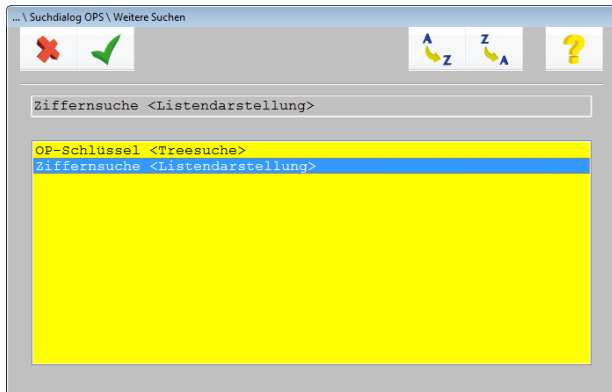 ... \ Suchdialog OPS \ Weitere Suchen
A Z
Z A
?
Ziffernsuche <Listendarstellung>
OP-Schlüssel <Treesuche>
Ziffernsuche <Listendarstellung>